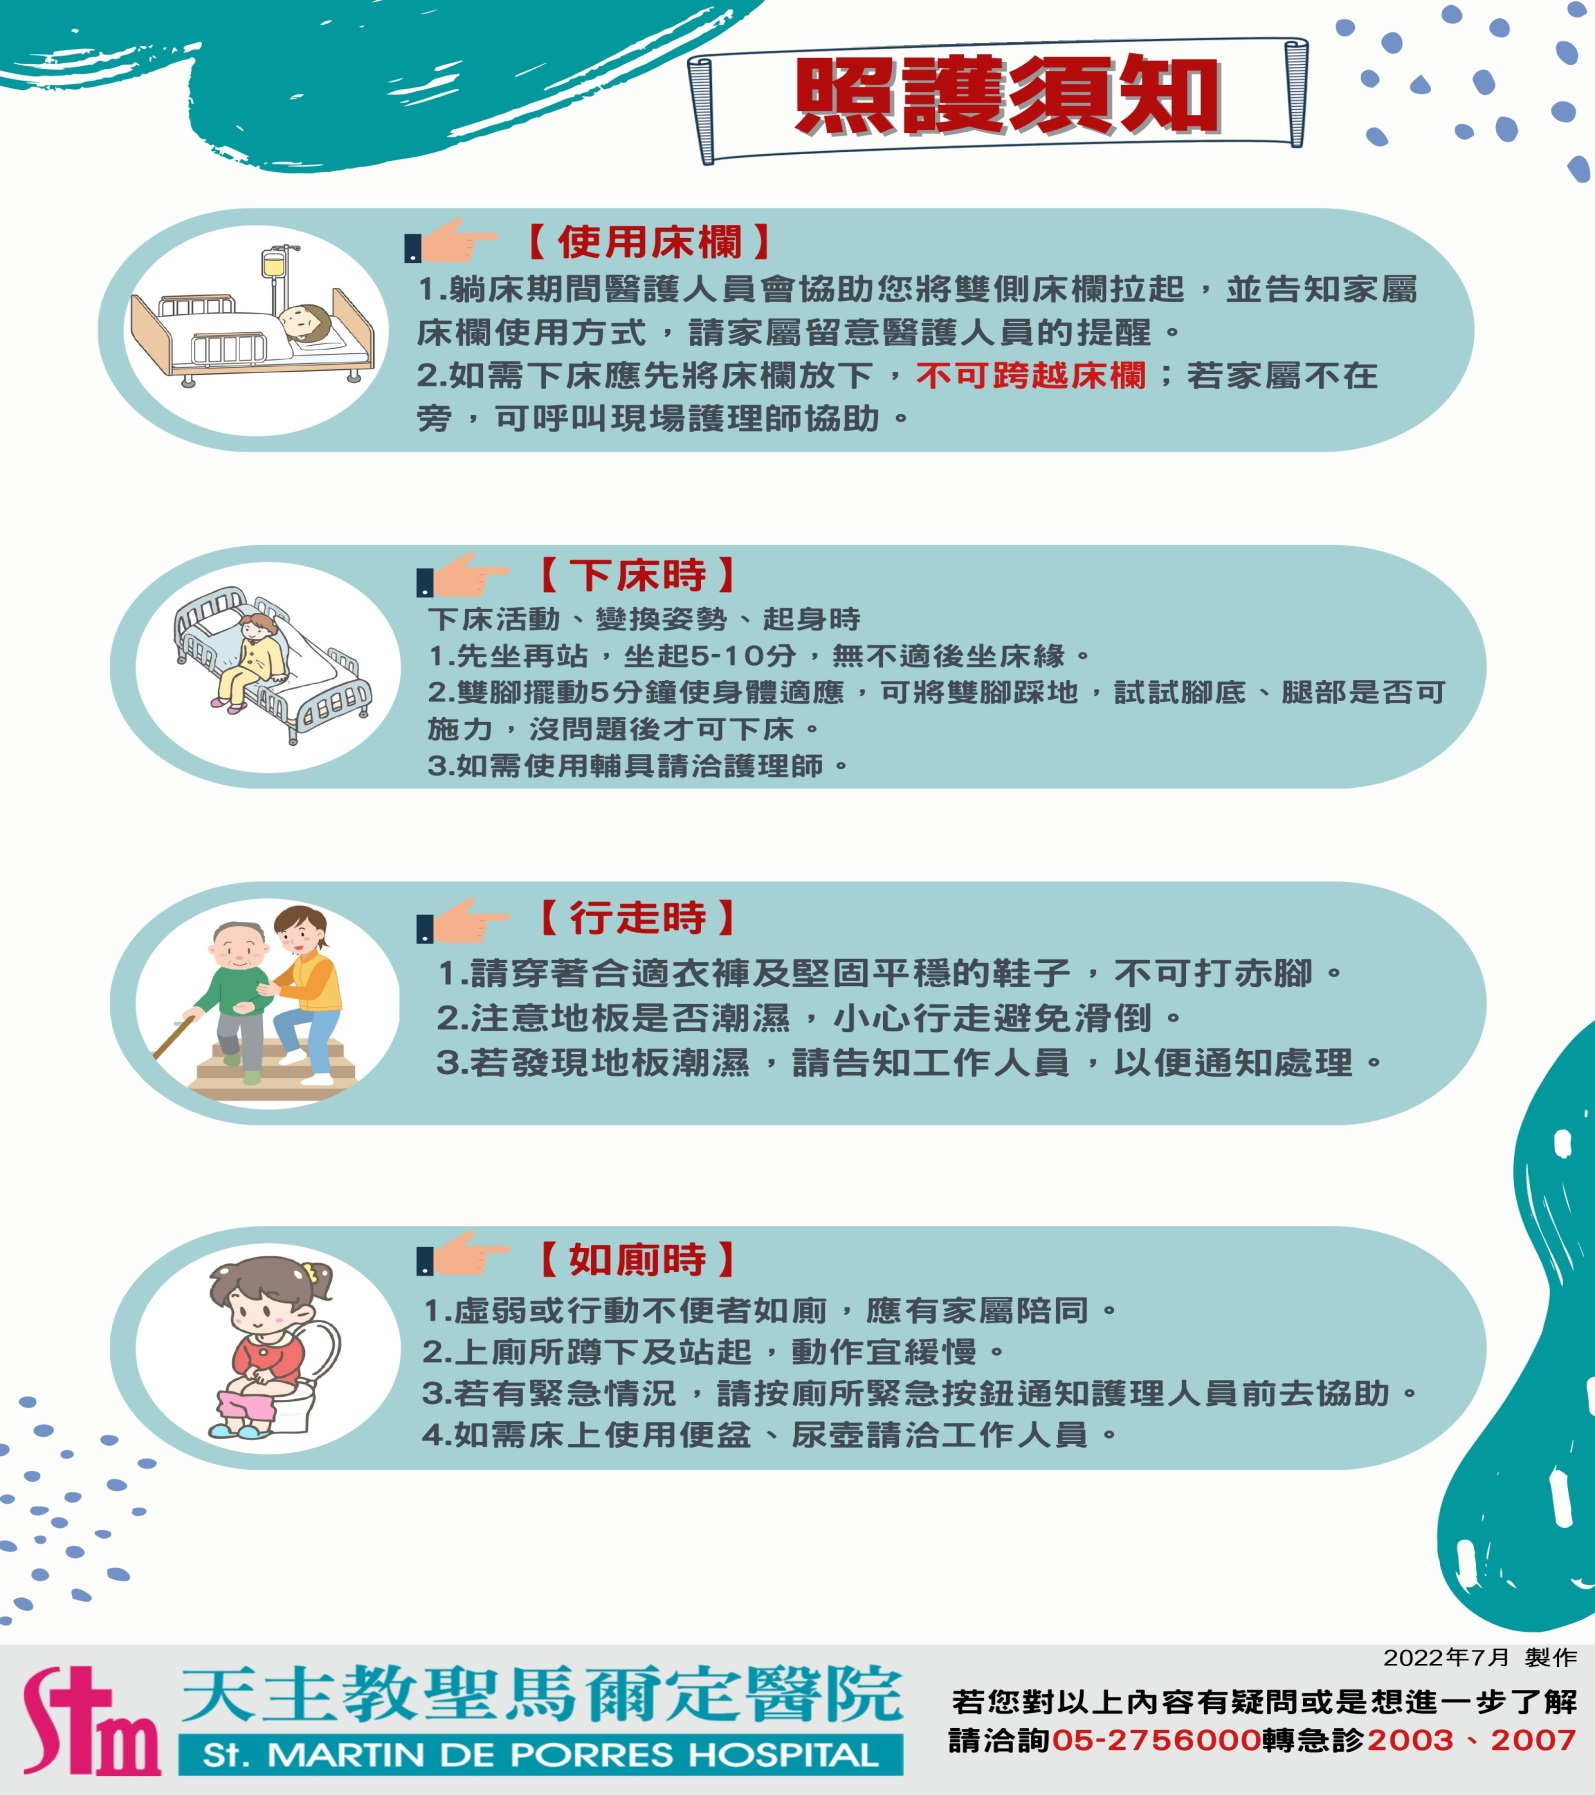 照護須知
【使用床欄】
1.躺床期間醫護人員會協助您將雙側床欄拉起，並告知家屬
床欄使用方式，請家屬留意醫護人員的提醒。
2.如需下床應先將床欄放下，不可跨越床欄；若家屬不在
旁，可呼叫現場護理師協助。
【下床時】
下床活動、變換姿勢、起身時
1.先坐再站，坐起5-10分，無不適後坐床緣。
2.雙腳擺動5分鐘使身體適應，可將雙腳踩地，試試腳底、腿部是否可
施力，沒問題後才可下床。
3.如需使用輔具請洽護理師。
【行走時】
1.請穿著合適衣褲及堅固平穩的鞋子，不可打赤腳。
2.注意地板是否潮濕，小心行走避免滑倒。
3.若發現地板潮濕，請告知工作人員，以便通知處理。
【如廁時】
1.虛弱或行動不便者如廁，應有家屬陪同。
2.上廁所蹲下及站起，動作宜緩慢。
3.若有緊急情況，請按廁所緊急按鈕通知護理人員前去協助。
4.如需床上使用便盆、尿壺請洽工作人員。
2022年7月 製作
Stm
天主教聖馬爾定醫院
St. MARTIN DE PORRES HOSPITAL
若您對以上內容有疑問或是想進一步了解
請洽詢05-2756000轉急診2003、2007